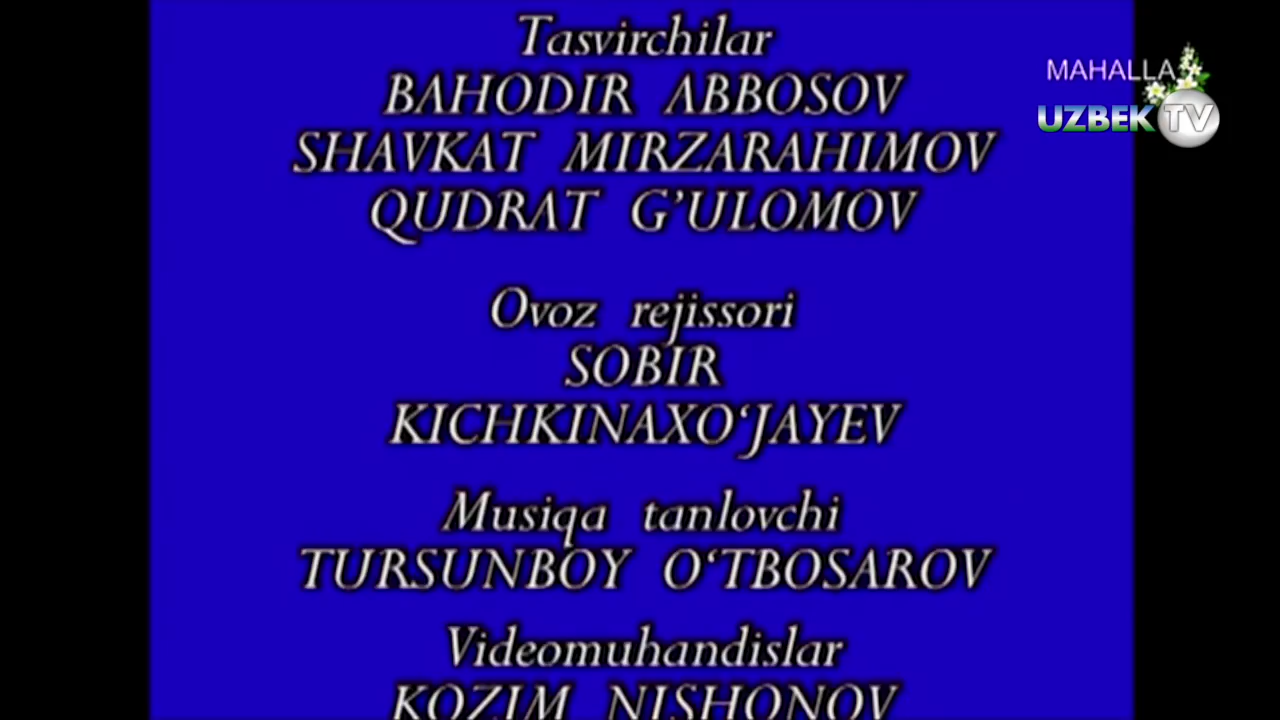 Tasvirchilar
BAHODIR ABBOSOV
SHAVKAT MIRZARAHIMOV
QUDRAT G’ULOMOV
Ovoz rejissori
SOBIR
KICHKINAXO‘JAYEV
Musiqa tanlovchi
TURSUNBOY O‘TBOSAROV
Videomuhandislar
KOZIM NISHONOV
MAHALLA
UZBEK TV